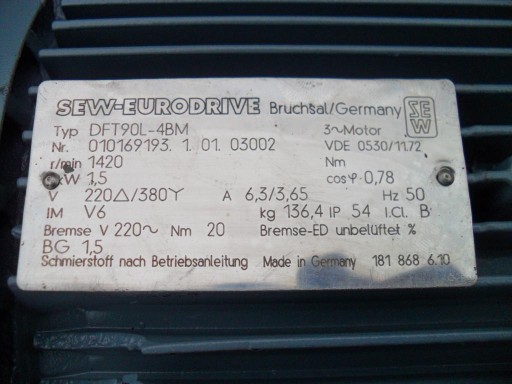 SEW-EURODRIVE Bruchsal/Germany SEW
Typ DFT90L-4BM 3~Motor
Nr. 010169193. 1. 01. 03002 VDE 0530/11.72
r/min 1420 Nm
kW 1,5 cosφ 0,78
V 220△/380Y A 6,3/3,65 Hz 50
IM V6 kg 136,4 IP 54 I.Cl. B
Bremse V 220~ Nm 20 Bremse-ED unbelüftet %
BG 1,5
Schmierstoff nach Betriebsanleitung Made in Germany 181 868 6.10